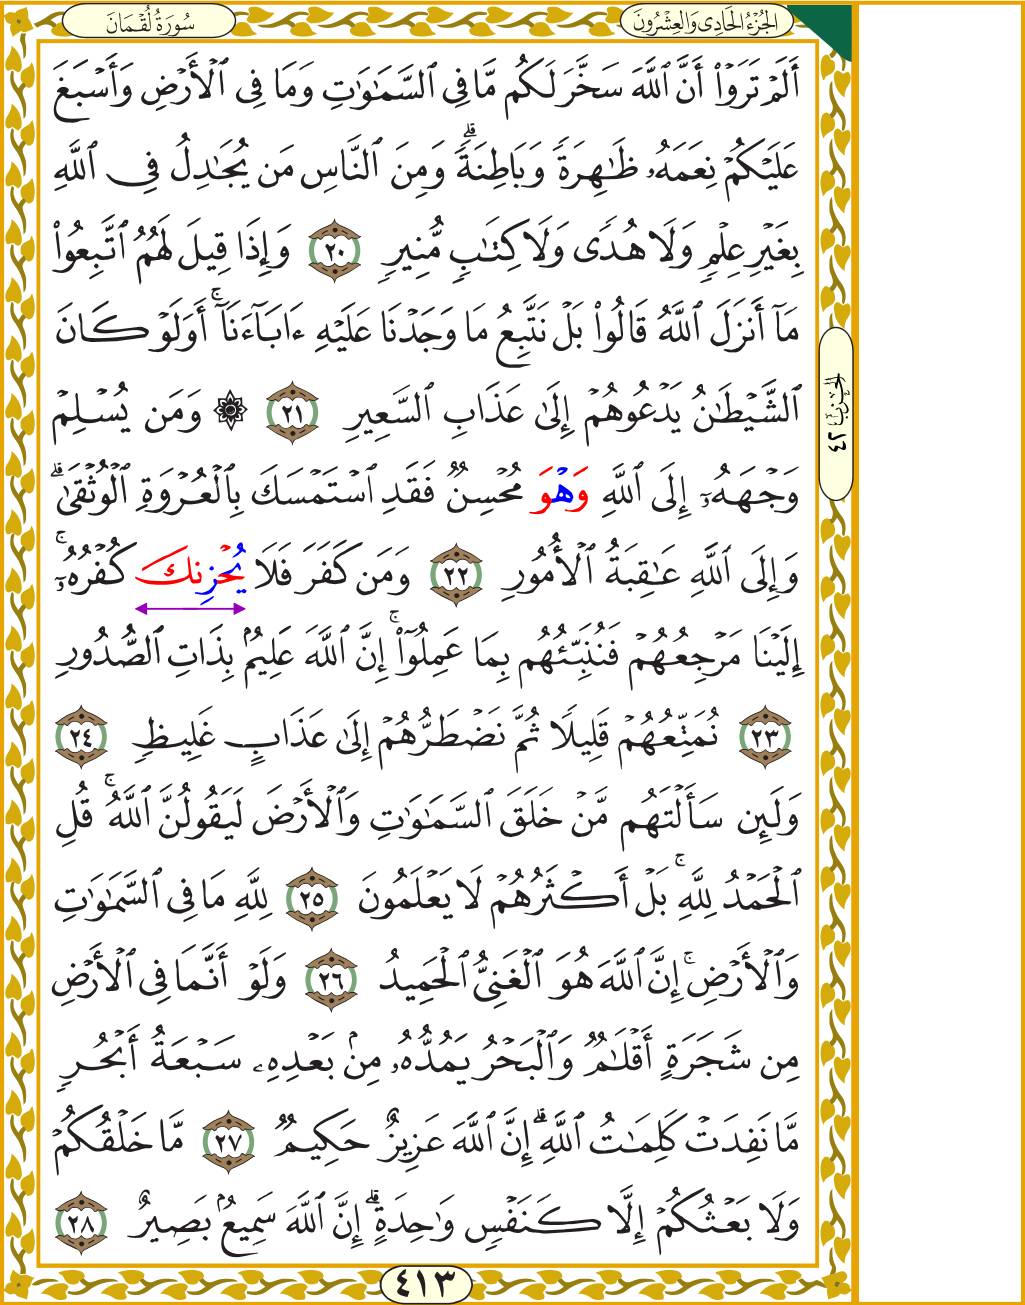 الجُزْءُ الحَادِى وَالعِشْرُونَ
سُورَةُ لُقْمَانَ
أَلَمْ تَرَوْا۟ أَنَّ ٱللَّهَ سَخَّرَ لَكُم مَّا فِى ٱلسَّمَـٰوَٰتِ وَمَا فِى ٱلْأَرْضِ وَأَسْبَغَ
عَلَيْكُمْ نِعَمَهُۥ ظَـٰهِرَةً وَبَاطِنَةً ۗ وَمِنَ ٱلنَّاسِ مَن يُجَـٰدِلُ فِى ٱللَّهِ
بِغَيْرِ عِلْمٍ وَلَا هُدًى وَلَا كِتَـٰبٍ مُّنِيرٍ ٢٠ وَإِذَا قِيلَ لَهُمُ ٱتَّبِعُوا۟
مَآ أَنزَلَ ٱللَّهُ قَالُوا۟ بَلْ نَتَّبِعُ مَا وَجَدْنَا عَلَيْهِ ءَابَآءَنَآ ۚ أَوَلَوْ كَانَ
ٱلشَّيْطَـٰنُ يَدْعُوهُمْ إِلَىٰ عَذَابِ ٱلسَّعِيرِ ٢١ ۞ وَمَن يُسْلِمْ
وَجْهَهُۥٓ إِلَى ٱللَّهِ وَهْوَ مُحْسِنٌ فَقَدِ ٱسْتَمْسَكَ بِٱلْعُرْوَةِ ٱلْوُثْقَىٰ ۗ
وَإِلَى ٱللَّهِ عَـٰقِبَةُ ٱلْأُمُورِ ٢٢ وَمَن كَفَرَ فَلَا يُحْزِنكَ كُفْرُهُۥٓ ۚ
إِلَيْنَا مَرْجِعُهُمْ فَنُنَبِّئُهُم بِمَا عَمِلُوٓا۟ ۚ إِنَّ ٱللَّهَ عَلِيمٌۢ بِذَاتِ ٱلصُّدُورِ
٢٣ نُمَتِّعُهُمْ قَلِيلًا ثُمَّ نَضْطَرُّهُمْ إِلَىٰ عَذَابٍ غَلِيظٍ ٢٤
وَلَئِن سَأَلْتَهُم مَّنْ خَلَقَ ٱلسَّمَـٰوَٰتِ وَٱلْأَرْضَ لَيَقُولُنَّ ٱللَّهُ ۚ قُلِ
ٱلْحَمْدُ لِلَّهِ ۚ بَلْ أَكْثَرُهُمْ لَا يَعْلَمُونَ ٢٥ لِلَّهِ مَا فِى ٱلسَّمَـٰوَٰتِ
وَٱلْأَرْضِ ۚ إِنَّ ٱللَّهَ هُوَ ٱلْغَنِىُّ ٱلْحَمِيدُ ٢٦ وَلَوْ أَنَّمَا فِى ٱلْأَرْضِ
مِن شَجَرَةٍ أَقْلَـٰمٌ وَٱلْبَحْرُ يَمُدُّهُۥ مِنۢ بَعْدِهِۦ سَبْعَةُ أَبْحُرٍ
مَّا نَفِدَتْ كَلِمَـٰتُ ٱللَّهِ ۗ إِنَّ ٱللَّهَ عَزِيزٌ حَكِيمٌ ٢٧ مَّا خَلْقُكُمْ
وَلَا بَعْثُكُمْ إِلَّا كَنَفْسٍ وَٰحِدَةٍ ۗ إِنَّ ٱللَّهَ سَمِيعٌۢ بَصِيرٌ ٢٨
الحِزْبُ ٤٢
٤١٣